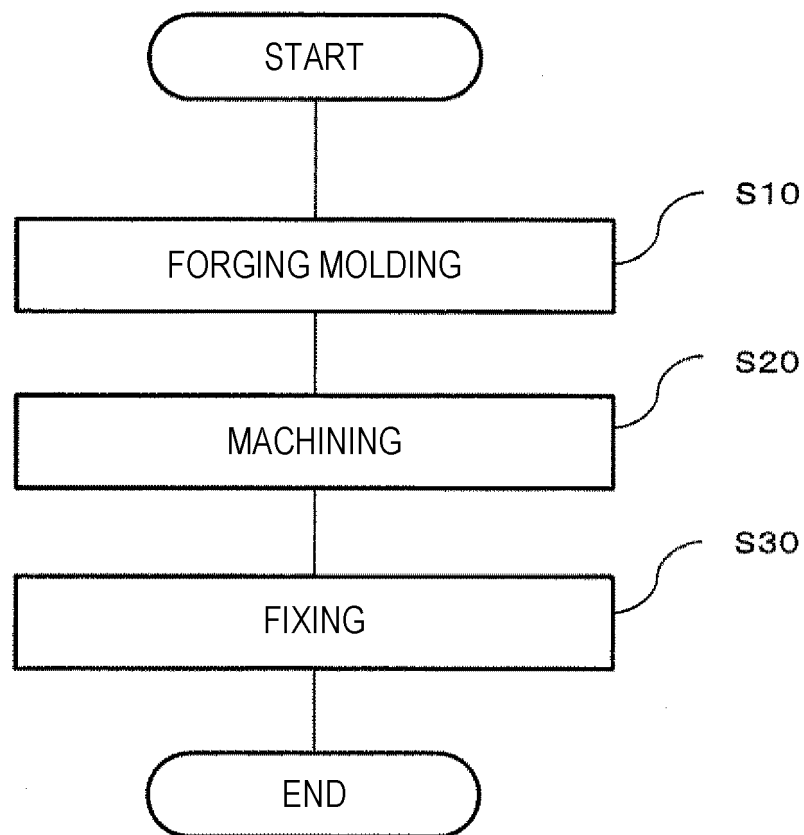 START
S10
FORGING MOLDING
S20
MACHINING
S30
FIXING
END